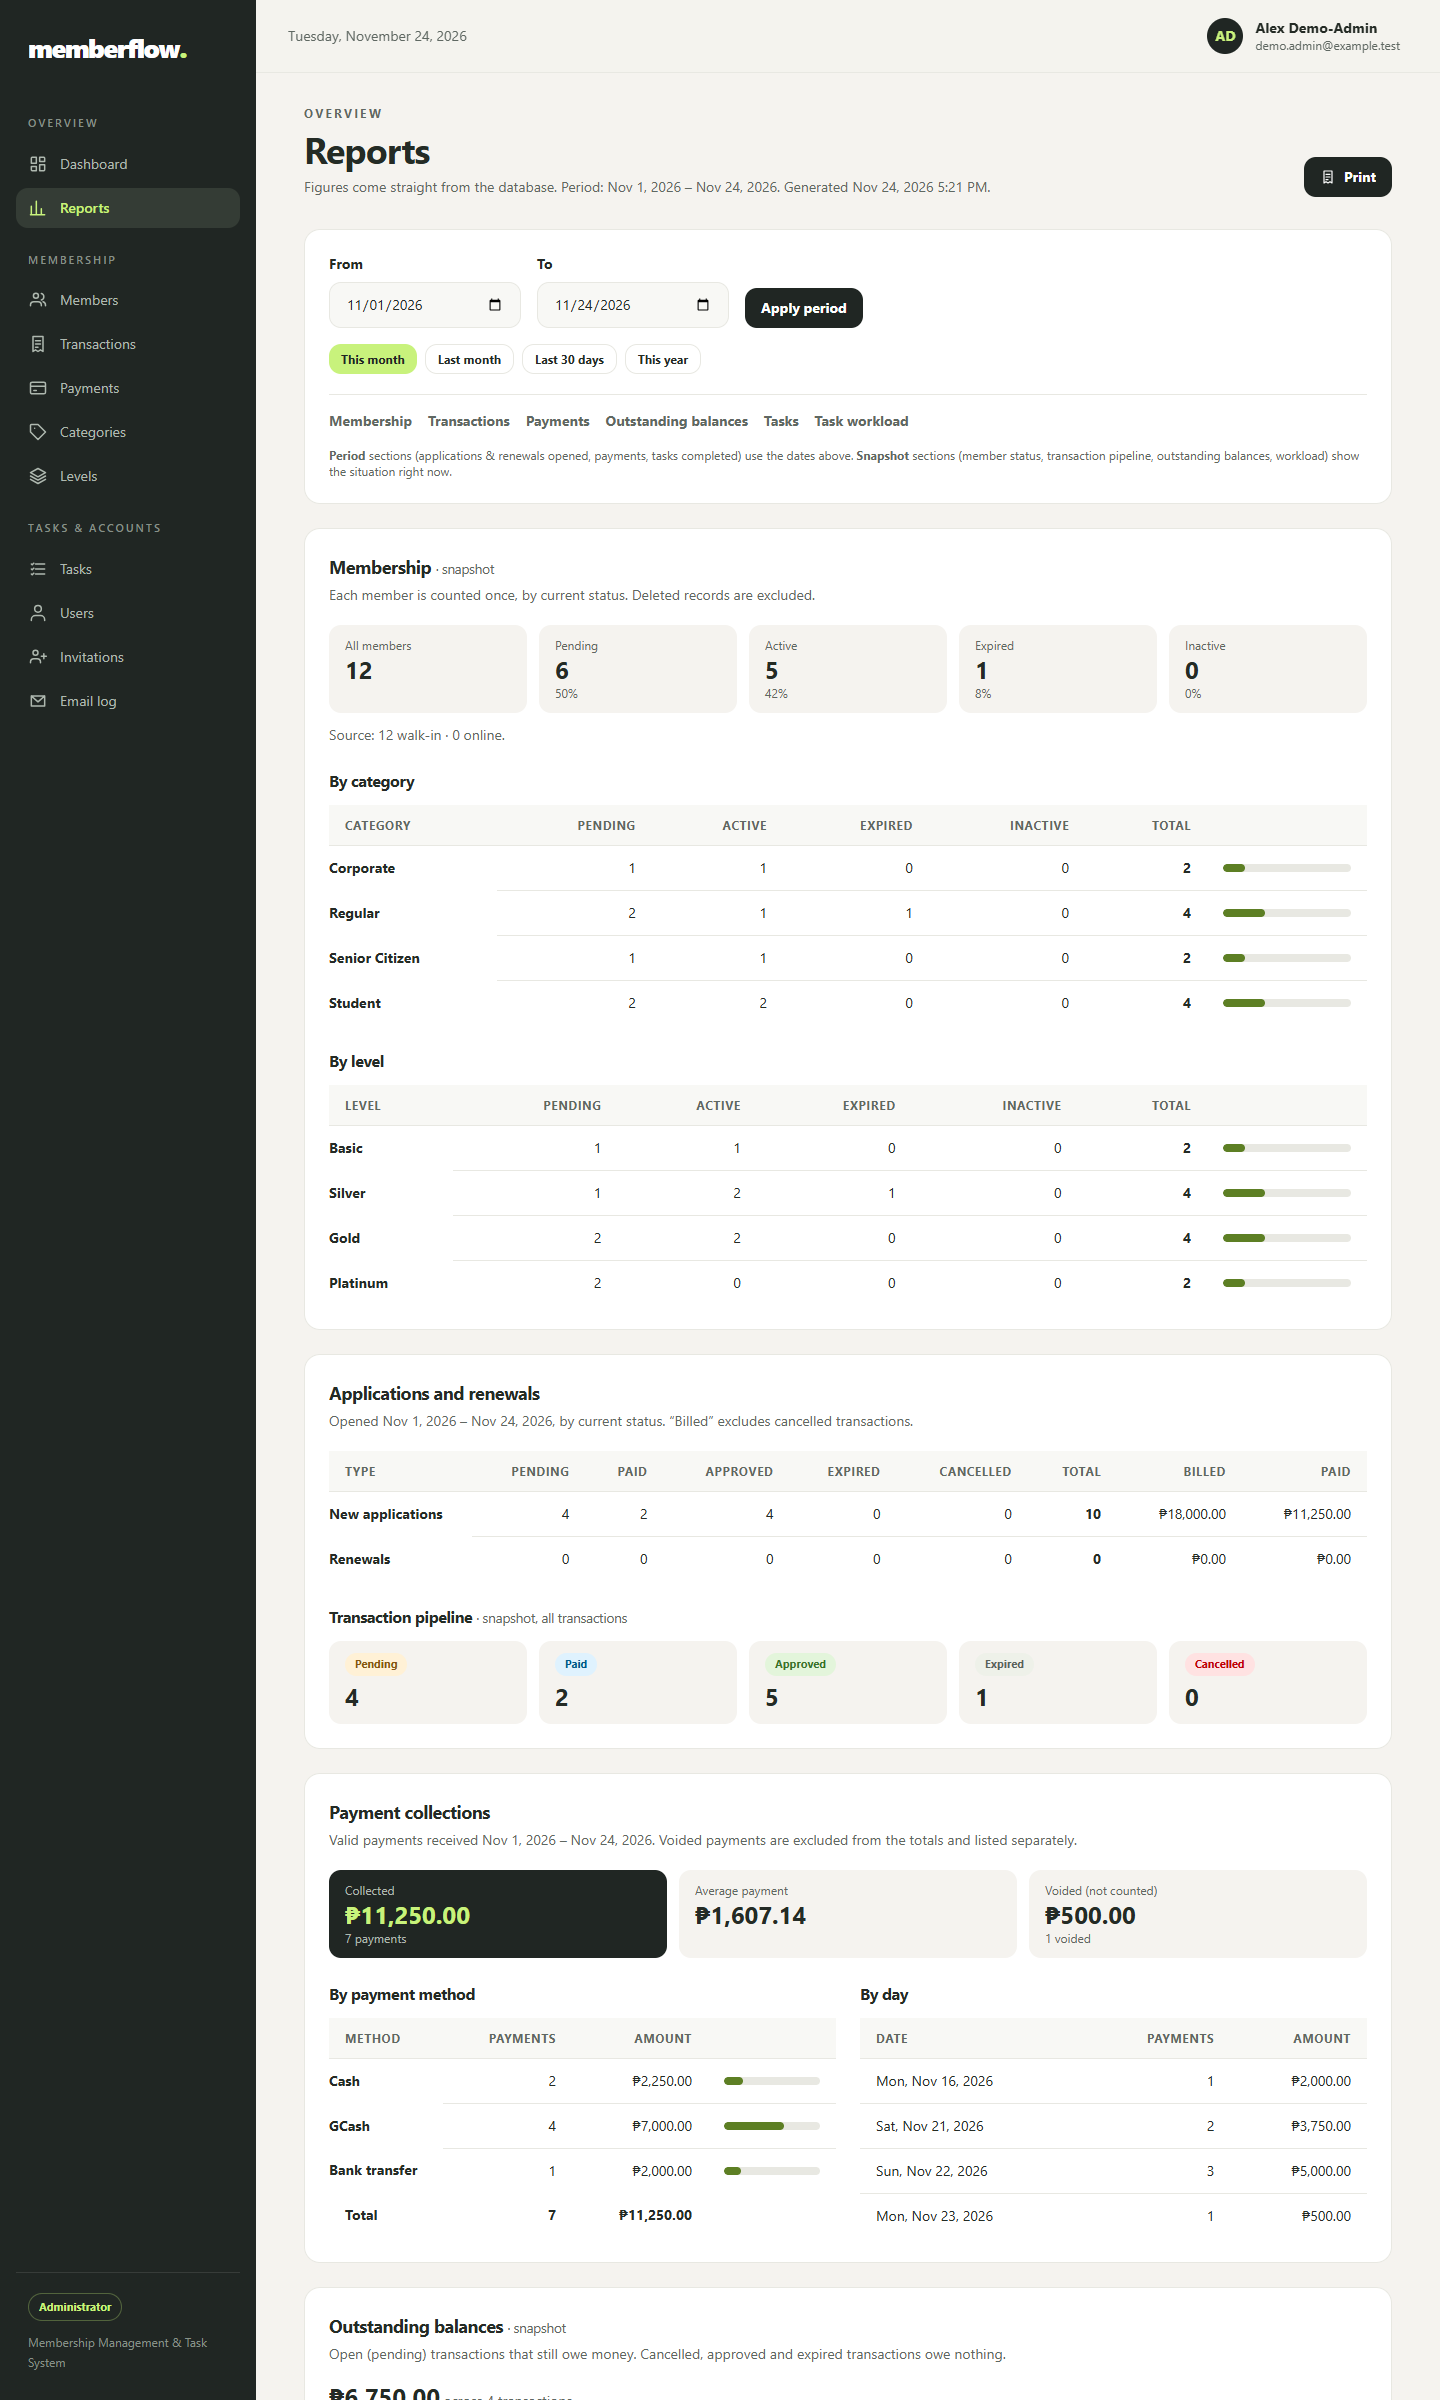 memberflow.
OVERVIEW
Dashboard
Reports
MEMBERSHIP
Members
Transactions
Payments
Categories
Levels
TASKS & ACCOUNTS
Tasks
Users
Invitations
Email log
Administrator
Membership Management & Task
System
Tuesday, November 24, 2026
AD
Alex Demo-Admin
demo.admin@example.test
OVERVIEW
Reports
Figures come straight from the database. Period: Nov 1, 2026 – Nov 24, 2026. Generated Nov 24, 2026 5:21 PM.
Print
From To
11/01/2026 11/24/2026 Apply period
This month Last month Last 30 days This year
Membership Transactions Payments Outstanding balances Tasks Task workload
Period sections (applications & renewals opened, payments, tasks completed) use the dates above. Snapshot sections (member status, transaction pipeline, outstanding balances, workload) show
the situation right now.
Membership · snapshot
Each member is counted once, by current status. Deleted records are excluded.
All members Pending Active Expired Inactive
12 6 5 1 0
50% 42% 8% 0%
Source: 12 walk-in · 0 online.
By category
CATEGORY PENDING ACTIVE EXPIRED INACTIVE TOTAL
Corporate 1 1 0 0 2
Regular 2 1 1 0 4
Senior Citizen 1 1 0 0 2
Student 2 2 0 0 4
By level
LEVEL PENDING ACTIVE EXPIRED INACTIVE TOTAL
Basic 1 1 0 0 2
Silver 1 2 1 0 4
Gold 2 2 0 0 4
Platinum 2 0 0 0 2
Applications and renewals
Opened Nov 1, 2026 – Nov 24, 2026, by current status. “Billed” excludes cancelled transactions.
TYPE PENDING PAID APPROVED EXPIRED CANCELLED TOTAL BILLED PAID
New applications 4 2 4 0 0 10 ₱18,000.00 ₱11,250.00
Renewals 0 0 0 0 0 0 ₱0.00 ₱0.00
Transaction pipeline · snapshot, all transactions
Pending Paid Approved Expired Cancelled
4 2 5 1 0
Payment collections
Valid payments received Nov 1, 2026 – Nov 24, 2026. Voided payments are excluded from the totals and listed separately.
Collected Average payment Voided (not counted)
₱11,250.00 ₱1,607.14 ₱500.00
7 payments 1 voided
By payment method
METHOD PAYMENTS AMOUNT
Cash 2 ₱2,250.00
GCash 4 ₱7,000.00
Bank transfer 1 ₱2,000.00
Total 7 ₱11,250.00
By day
DATE PAYMENTS AMOUNT
Mon, Nov 16, 2026 1 ₱2,000.00
Sat, Nov 21, 2026 2 ₱3,750.00
Sun, Nov 22, 2026 3 ₱5,000.00
Mon, Nov 23, 2026 1 ₱500.00
Outstanding balances · snapshot
Open (pending) transactions that still owe money. Cancelled, approved and expired transactions owe nothing.
₱6,750.00 across 4 transactions